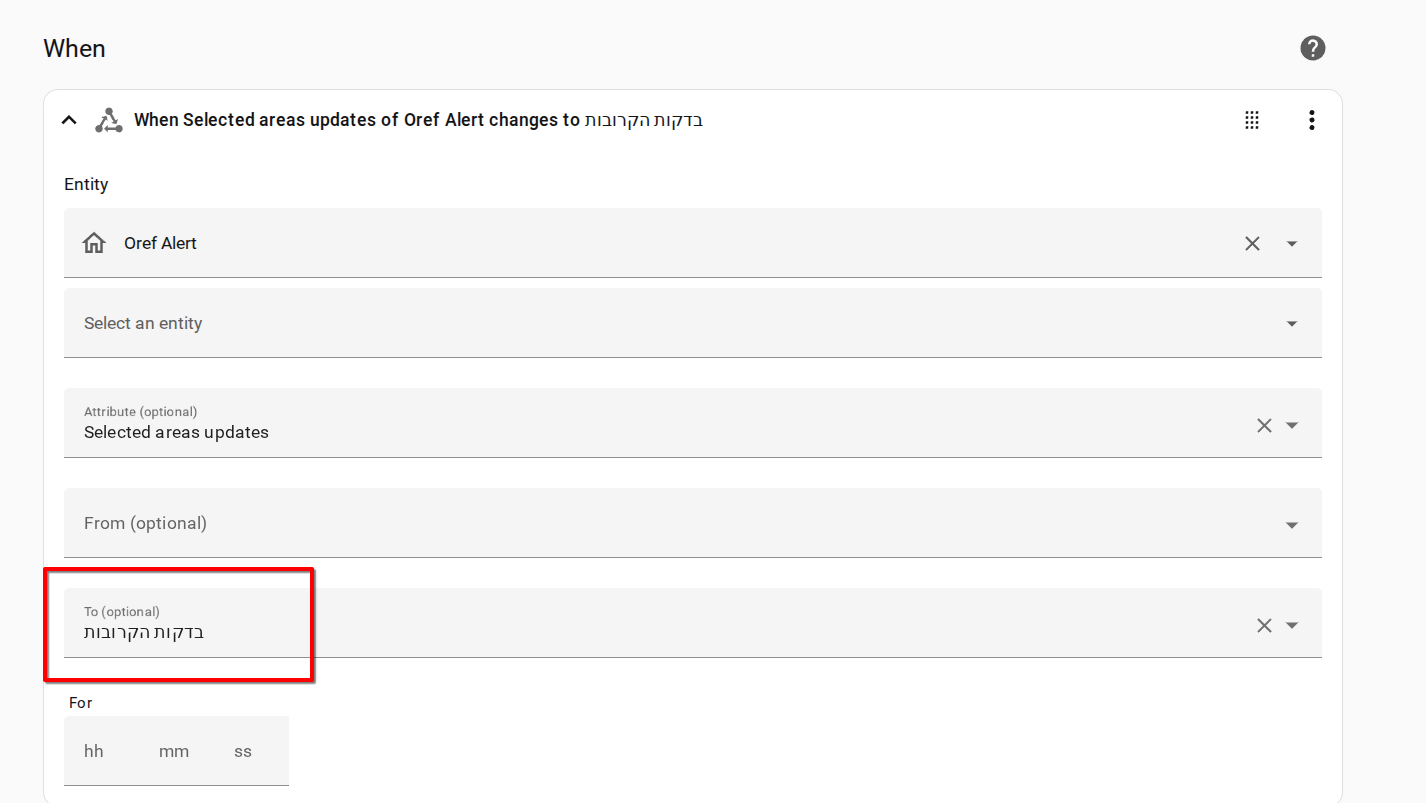 When
When Selected areas updates of Oref Alert changes to בדקות הקרובות
Entity
Oref Alert
Select an entity
Attribute (optional)
Selected areas updates
From (optional)
To (optional)
בדקות הקרובות
For
hh mm ss